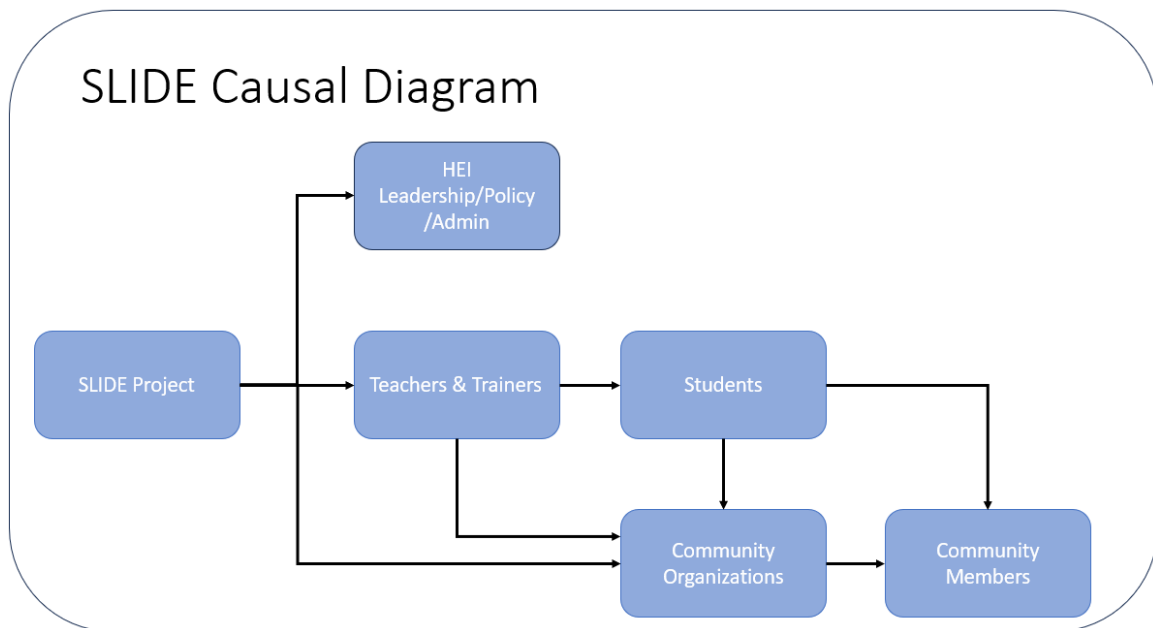 SLIDE Causal Diagram
HEI
Leadership/Policy
/Admin
SLIDE Project
Teachers & Trainers
Students
Community
Organizations
Community
Members